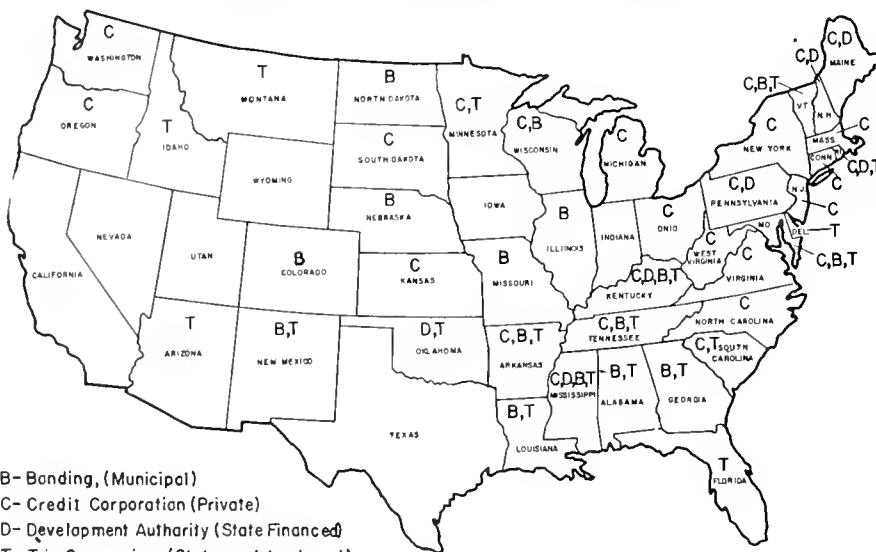 C
WASHINGTON
C
OREGON
T
IDAHO
T
MONTANA
WYOMING
NEVADA
CALIFORNIA
UTAN
B
COLORADO
T
ARIZONA
B,T
NEW MEXICO
B
NORTH DAKOTA
C
SOUTH DAKOTA
B
NEBRASKA
C
KANSAS
D,T
OKLAHOMA
TEXAS
C,T
MINNESOTA
IOWA
B
MISSOURI
C,B,T
ARKANSAS
B,T
LOUISIANA
C,B
WISCONSIN
B
ILLINOIS
C
MICHIGAN
INDIANA
C
OHIO
C,D,B,T
KENTUCKY
C,B,T
TENNESSEE
C,D,B,T
MISSISSIPPI
B,T
ALABAMA
B,T
GEORGIA
T
FLORIDA
C,T
SOUTH
CAROLINA
C
NORTH CAROLINA
C
VIRGINIA
C
WEST
VIRGINIA
C,D
PENNSYLVANIA
C
NEW YORK
C,B,T
VT.
C,D
N.H.
C,D
MAINE
MASS
C
CONN
C
R.I.
C,D,T
N.J.
C
MD
C,B,T
DEL
T
B- Bonding, (Municipal)
C- Credit Corporation (Private)
D- Development Authority (State Financed)